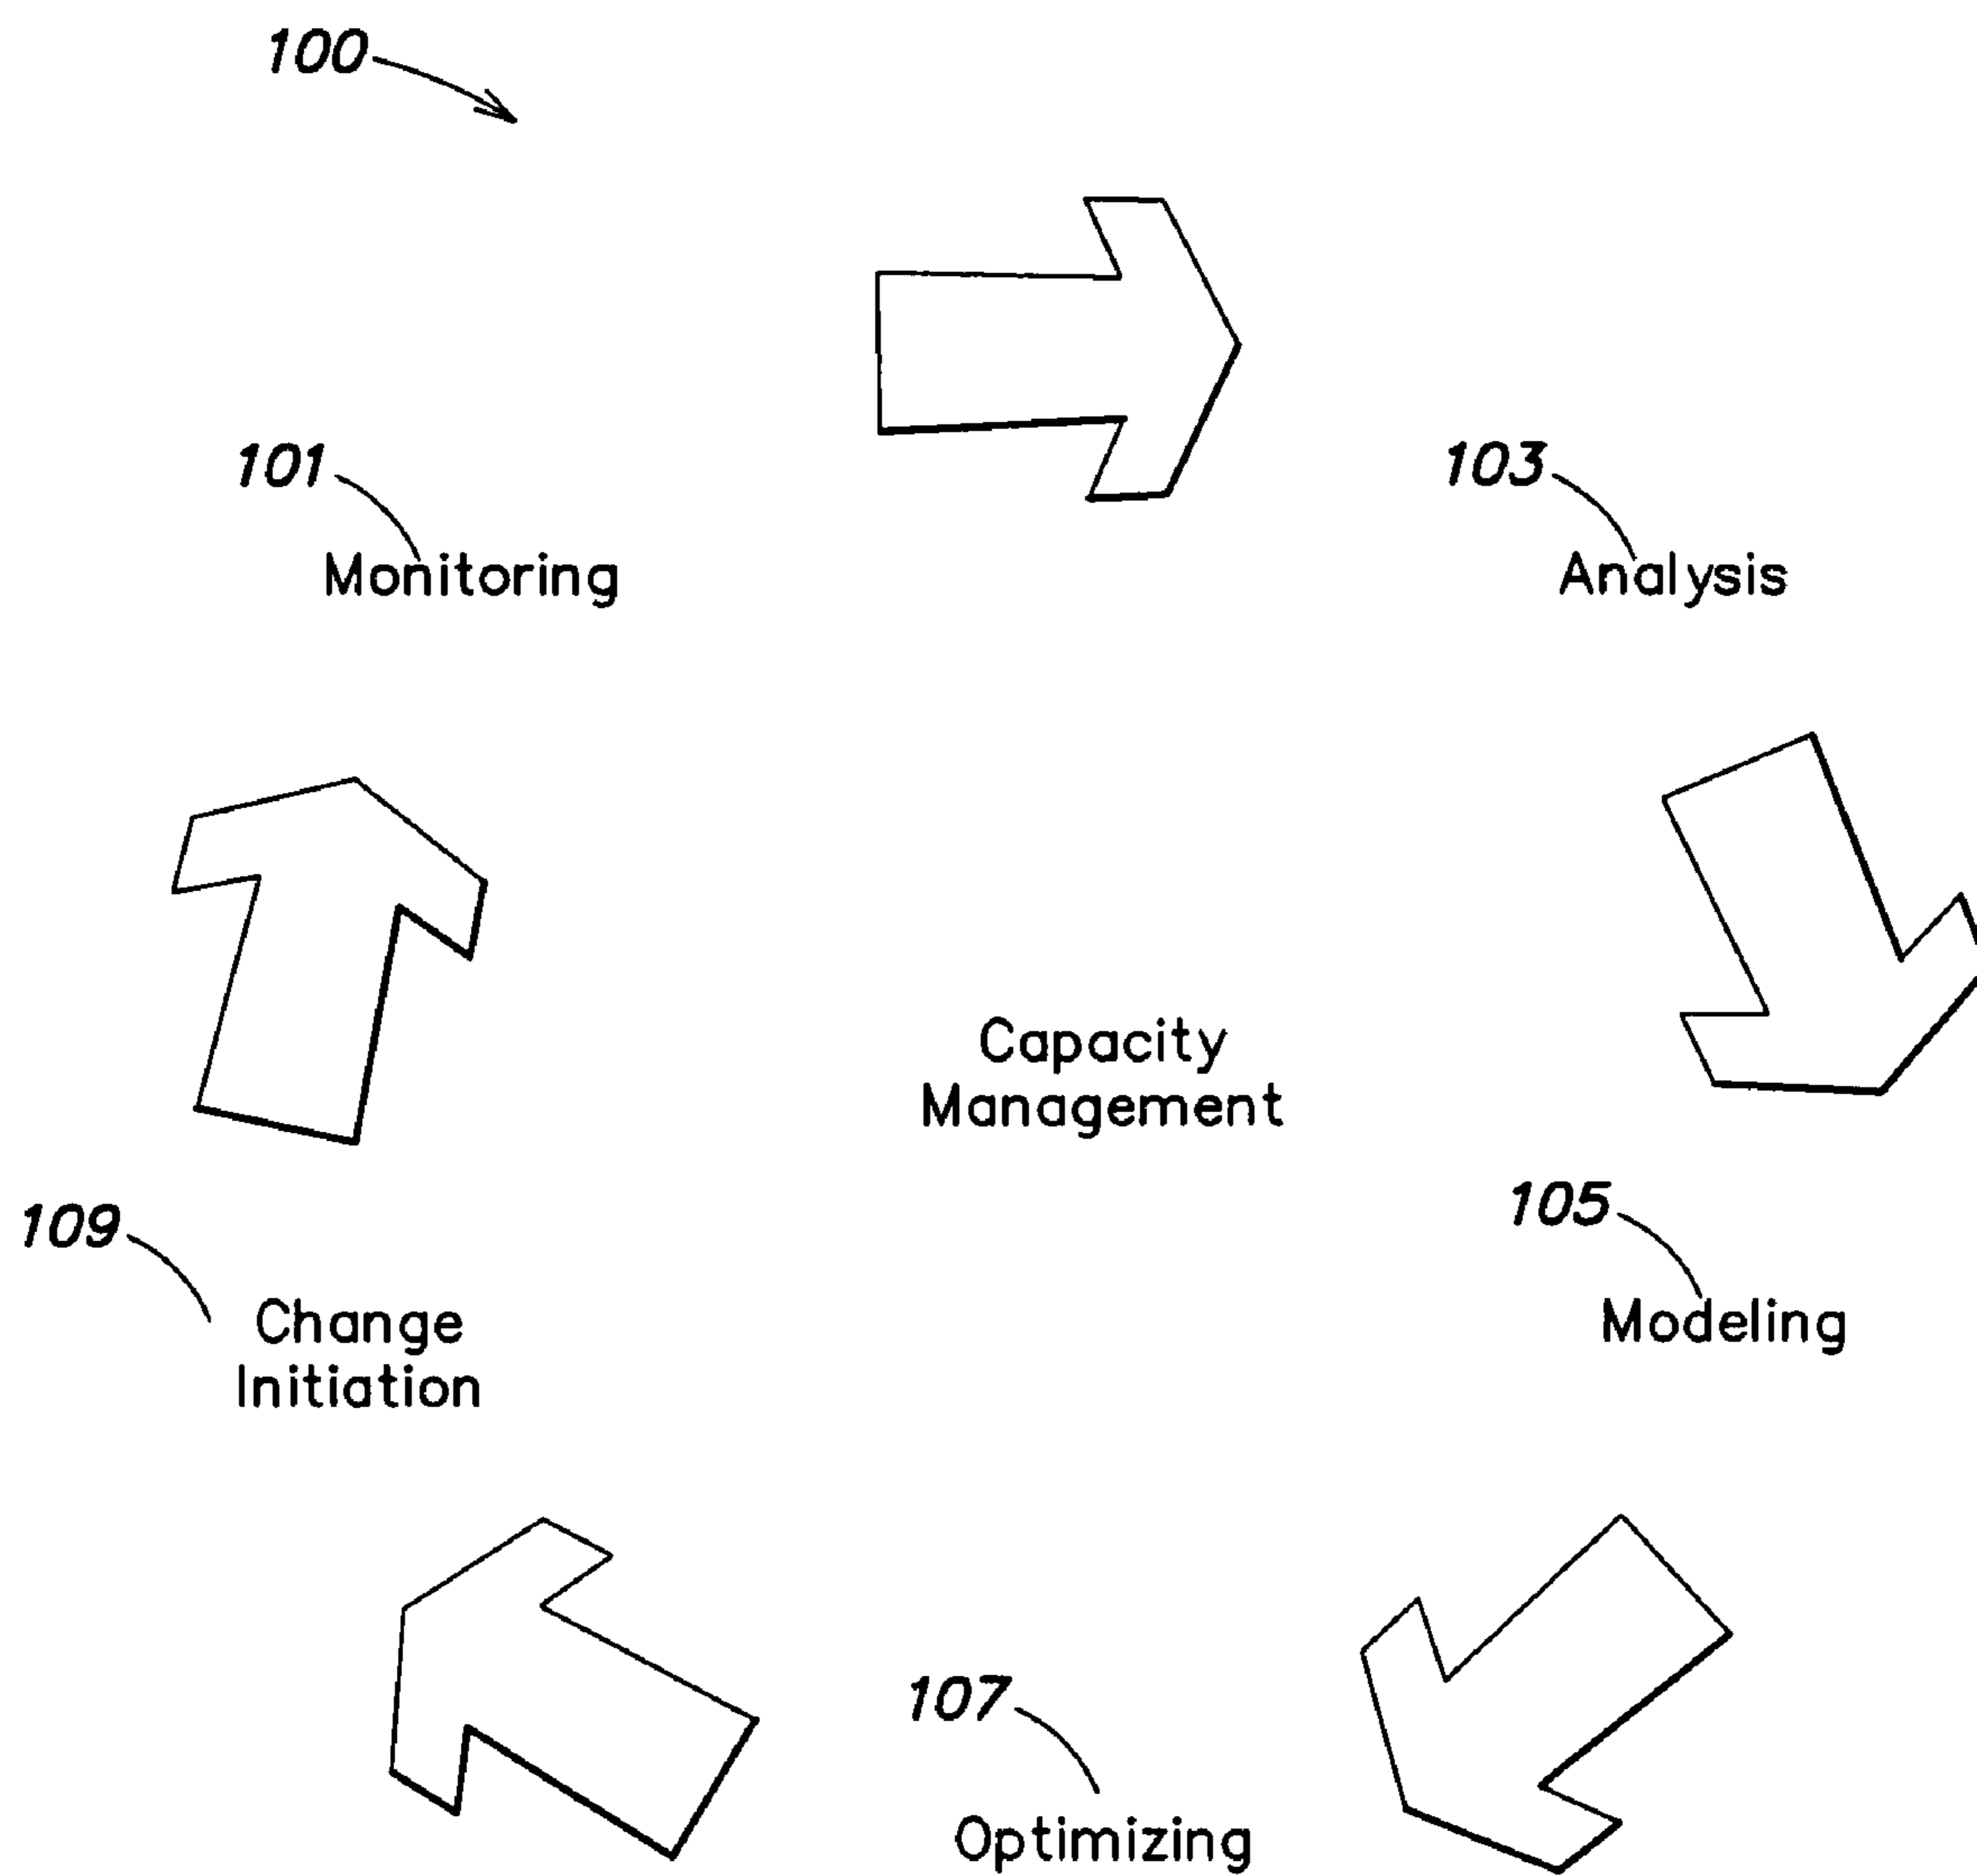 100
101
103
Monitoring
Analysis
Capacity
Management
109
105
Change
Initiation
Modeling
107
Optimizing